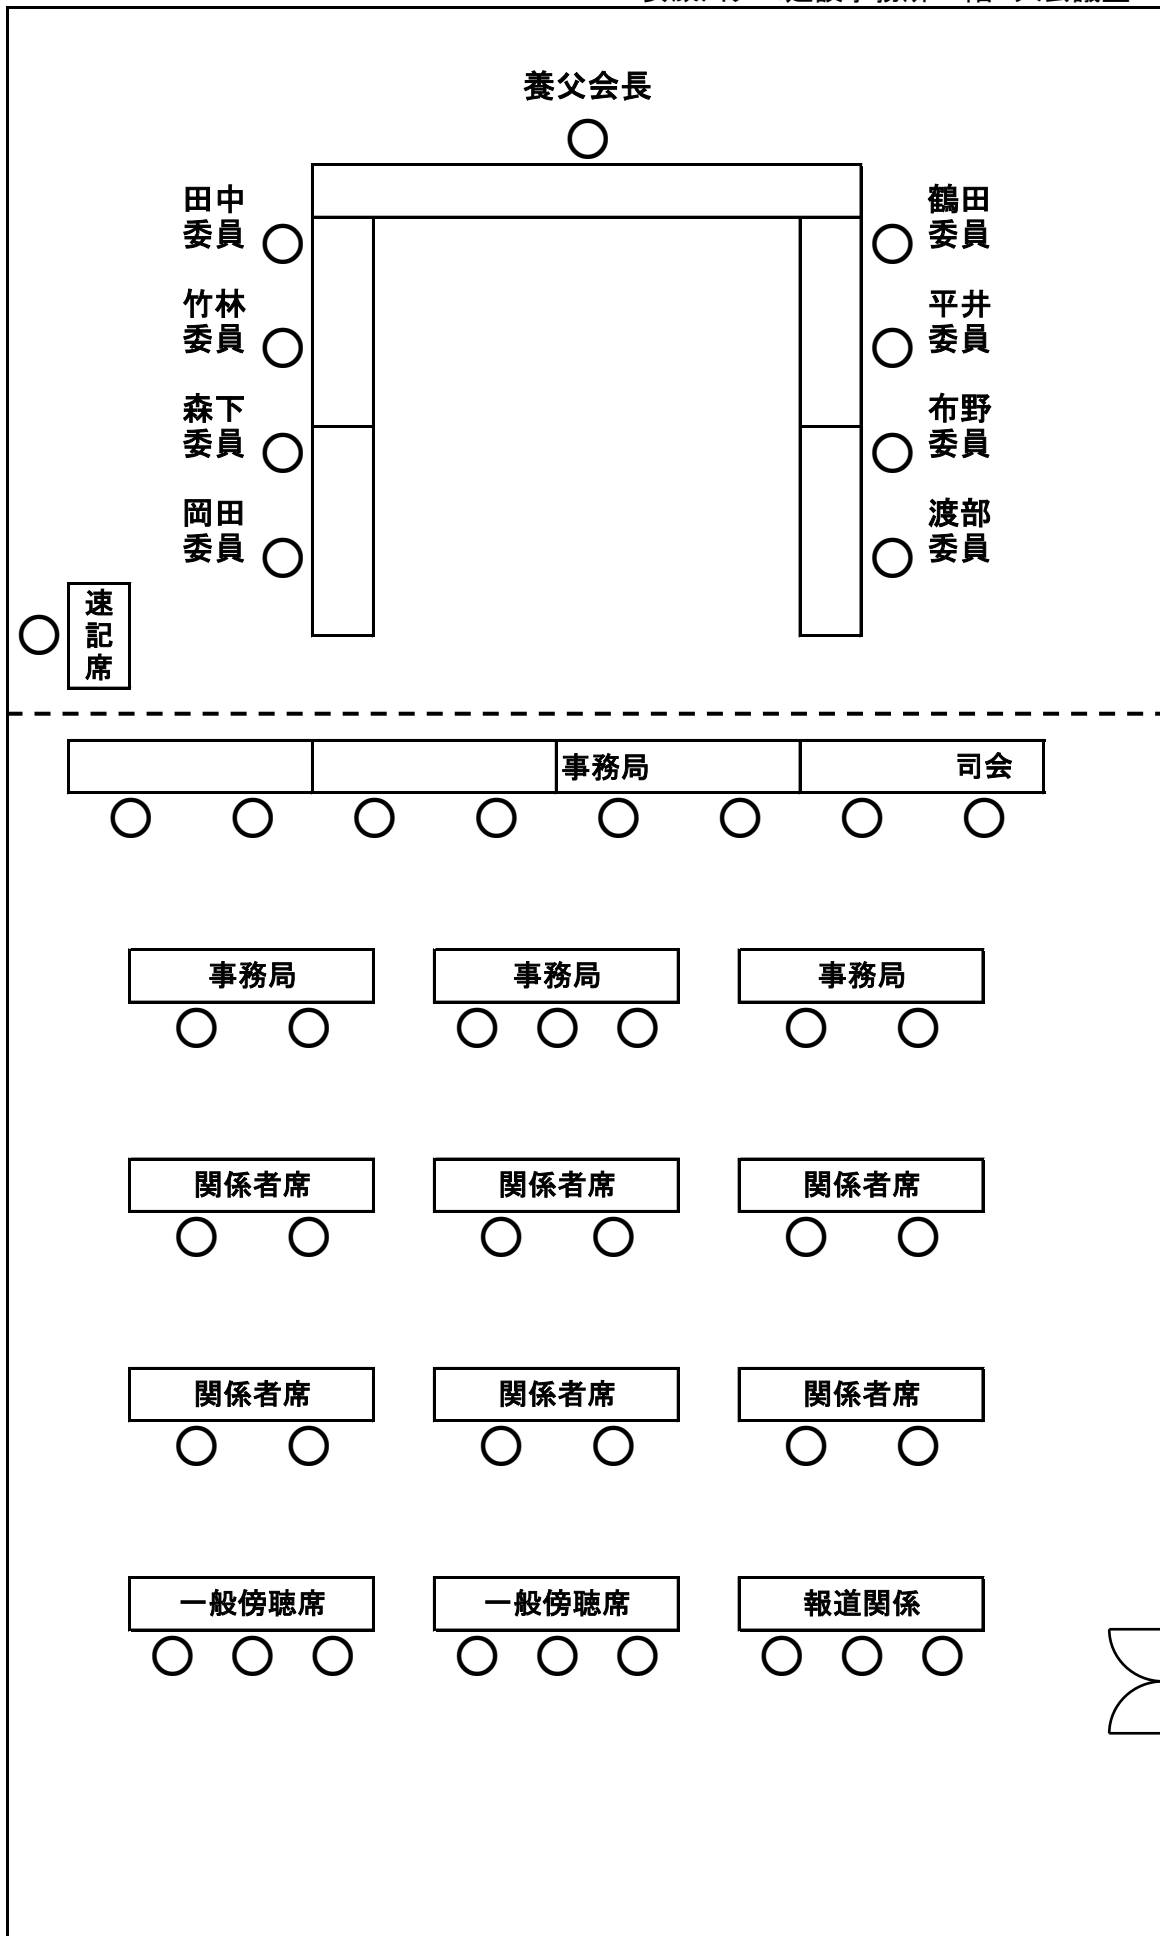 養父会長
田中
委員
鶴田
委員
竹林
委員
平井
委員
森下
委員
布野
委員
岡田
委員
渡部
委員
速記席
事務局
司会
事務局
事務局
事務局
関係者席
関係者席
関係者席
関係者席
関係者席
関係者席
一般傍聴席
一般傍聴席
報道関係